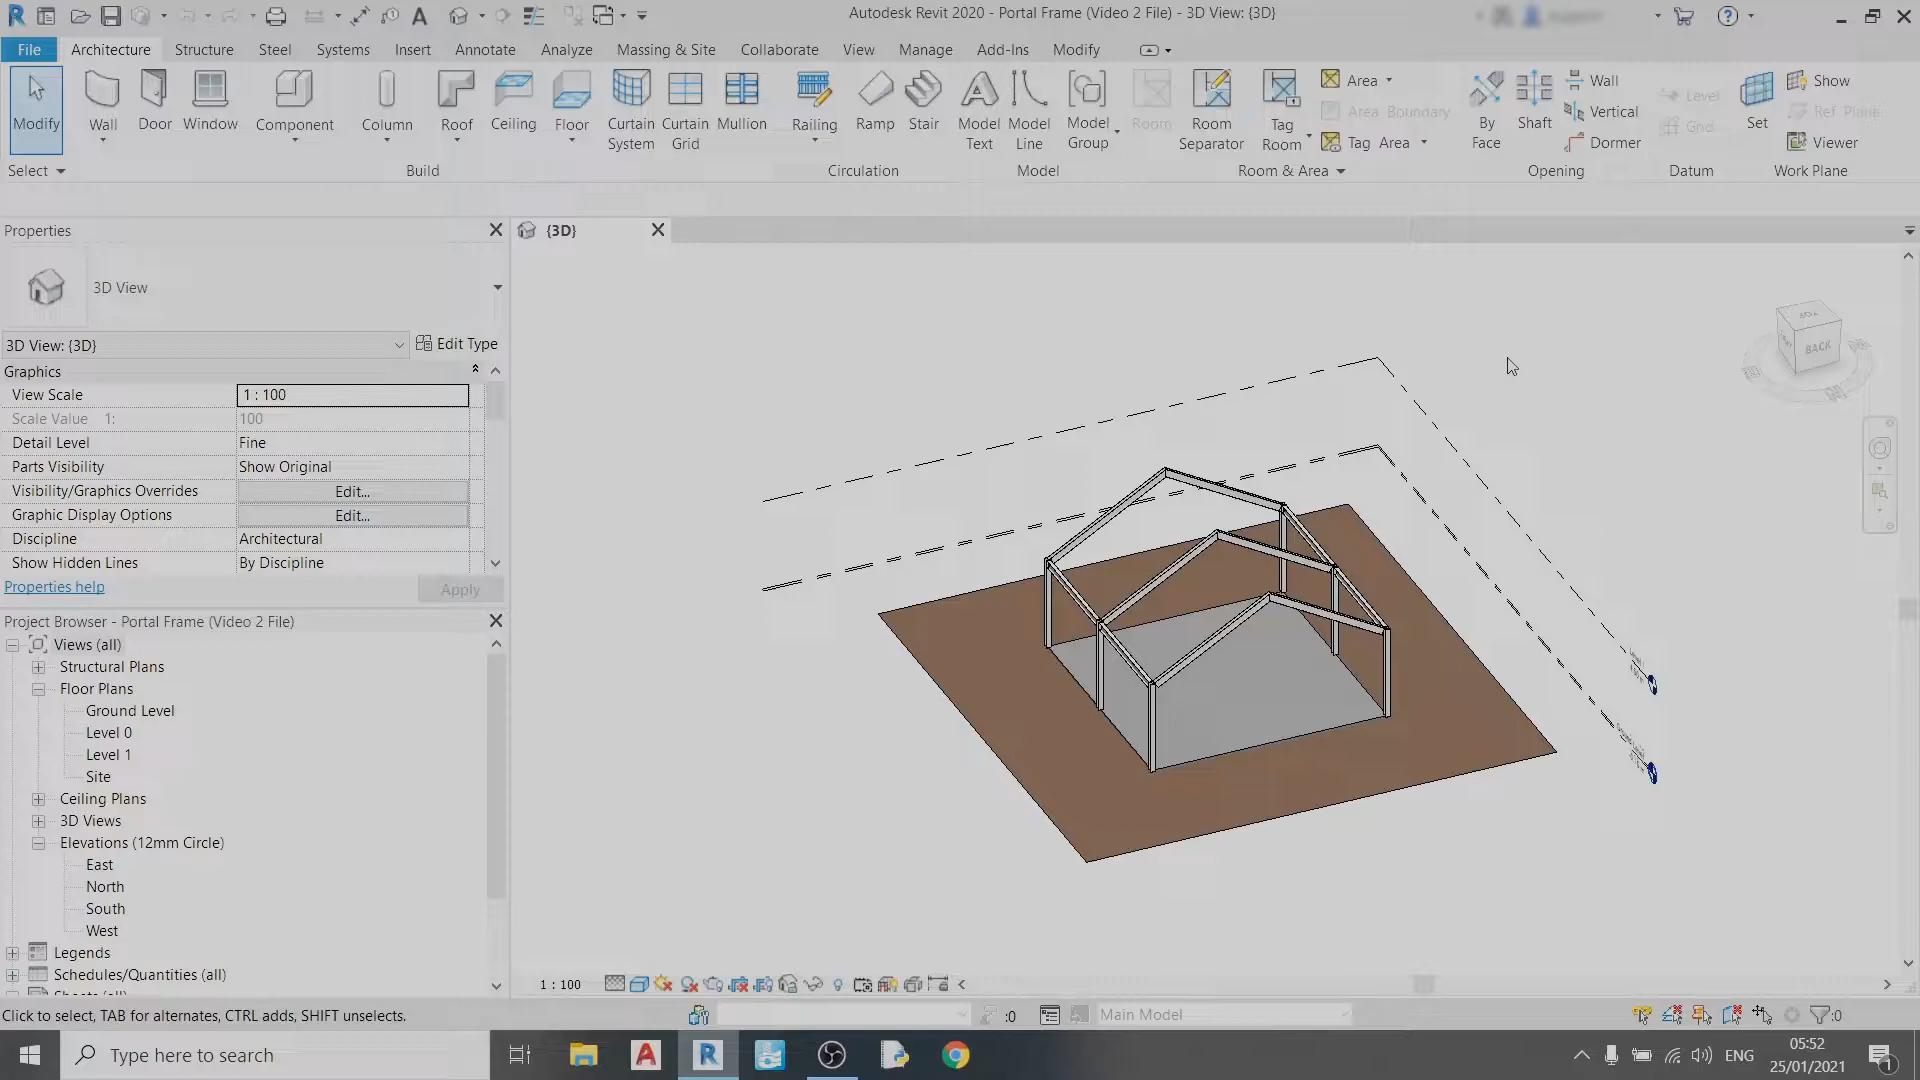 Autodesk Revit 2020 - Portal Frame (Video 2 File) - 3D View: {3D}
File Architecture Structure Steel Systems Insert Annotate Analyze Massing & Site Collaborate View Manage Add-Ins Modify
Modify Wall Door Window Component Column Roof Ceiling Floor Curtain System Curtain Grid Mullion Railing Ramp Stair Model Text Model Line Model Group Room Room Separator Tag Room
Area
Area Boundary
Tag Area
By Face Shaft
Wall
Vertical
Dormer
Level
Grid
Set
Show
Ref Plane
Viewer
Select Build Circulation Model Room & Area Opening Datum Work Plane
Properties
{3D}
3D View
3D View: {3D} Edit Type
Graphics
View Scale 1 : 100
Scale Value 1: 100
Detail Level Fine
Parts Visibility Show Original
Visibility/Graphics Overrides Edit...
Graphic Display Options Edit...
Discipline Architectural
Show Hidden Lines By Discipline
Properties help Apply
Project Browser - Portal Frame (Video 2 File)
Views (all)
Structural Plans
Floor Plans
Ground Level
Level 0
Level 1
Site
Ceiling Plans
3D Views
Elevations (12mm Circle)
East
North
South
West
Legends
Schedules/Quantities (all)
Sheets (all)
BACK
1 : 100
Click to select, TAB for alternates, CTRL adds, SHIFT unselects.
:0
Main Model
:0
Type here to search
ENG
05:52
25/01/2021
1